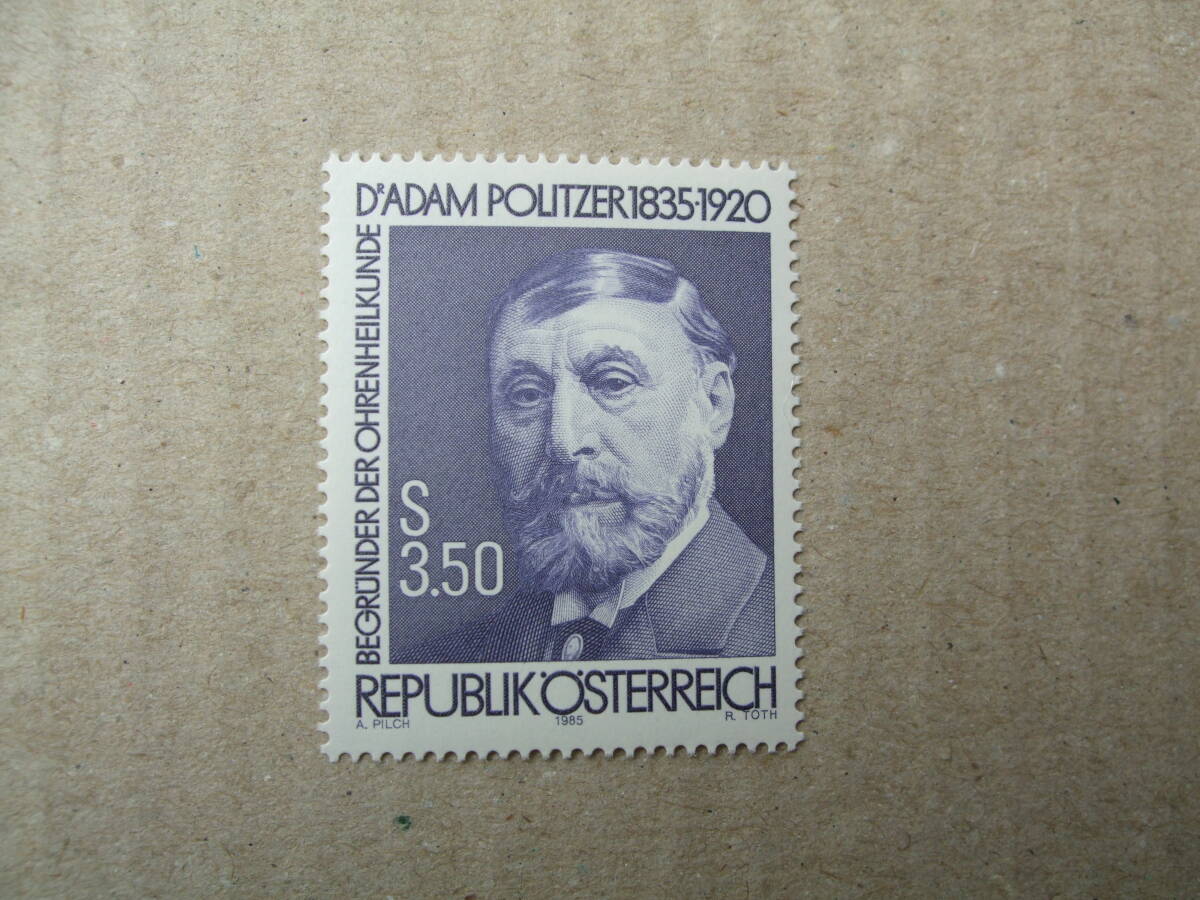 DR ADAM POLITZER 1835·1920
BEGRÜNDER DER OHRENHEILKUNDE
S
3.50
REPUBLIK ÖSTERREICH
A. PILCH 1985 R. TOTH